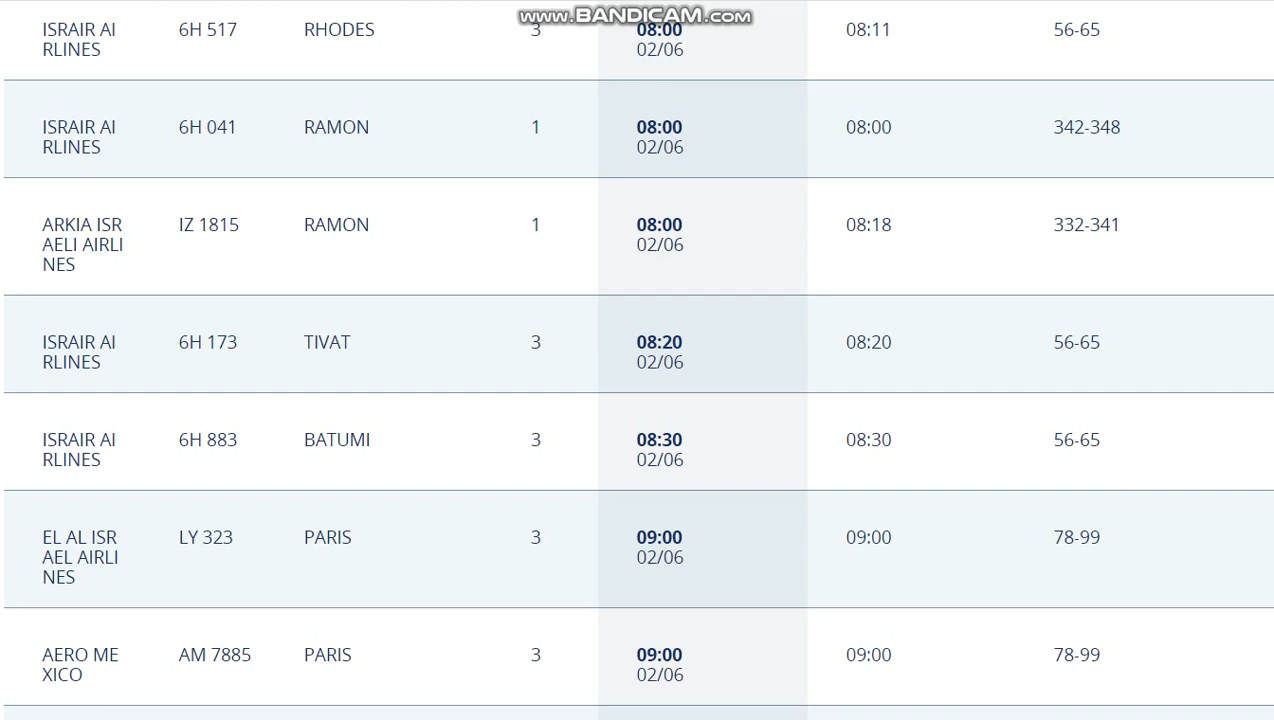 www.BANDICAM.com
ISRAIR AI 6H 517 RHODES 3 08:00 08:11 56-65
RLINES 02/06
ISRAIR AI 6H 041 RAMON 1 08:00 08:00 342-348
RLINES 02/06
ARKIA ISR IZ 1815 RAMON 1 08:00 08:18 332-341
AELI AIRLI 02/06
NES
ISRAIR AI 6H 173 TIVAT 3 08:20 08:20 56-65
RLINES 02/06
ISRAIR AI 6H 883 BATUMI 3 08:30 08:30 56-65
RLINES 02/06
EL AL ISR LY 323 PARIS 3 09:00 09:00 78-99
AEL AIRLI 02/06
NES
AERO ME AM 7885 PARIS 3 09:00 09:00 78-99
XICO 02/06